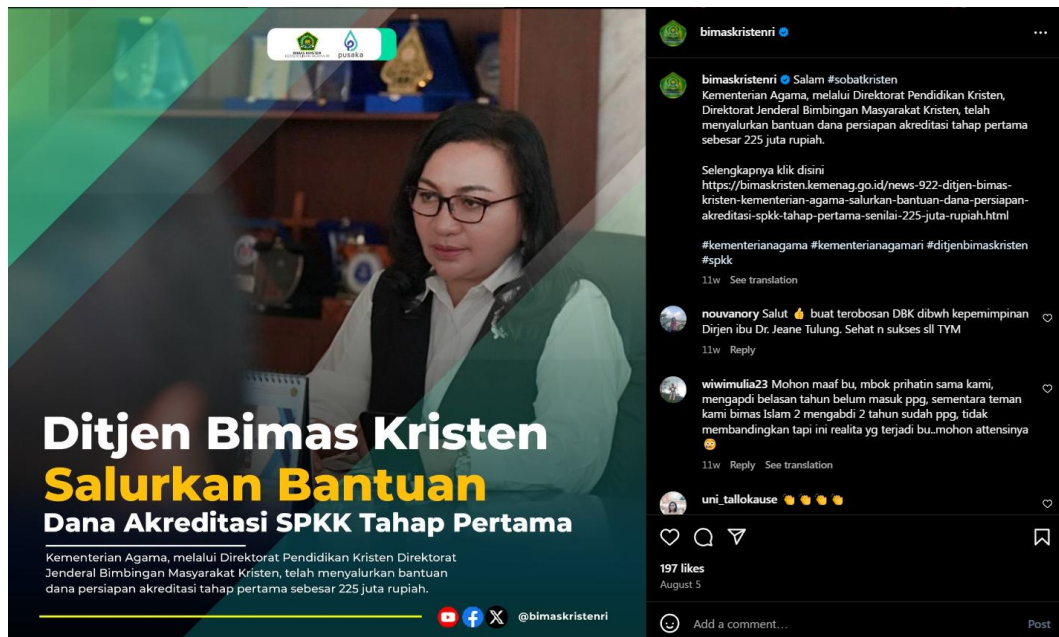 BIMAS KRISTEN
pusaka
Ditjen Bimas Kristen
Salurkan Bantuan
Dana Akreditasi SPKK Tahap Pertama
Kementerian Agama, melalui Direktorat Pendidikan Kristen Direktorat
Jenderal Bimbingan Masyarakat Kristen, telah menyalurkan bantuan
dana persiapan akreditasi tahap pertama sebesar 225 juta rupiah.
@bimaskristenri
bimaskristenri
bimaskristenri Salam #sobatkristen
Kementerian Agama, melalui Direktorat Pendidikan Kristen,
Direktorat Jenderal Bimbingan Masyarakat Kristen, telah
menyalurkan bantuan dana persiapan akreditasi tahap pertama
sebesar 225 juta rupiah.
Selengkapnya klik disini
https://bimaskristen.kemenag.go.id/news-922-ditjen-bimas-
kristen-kementerian-agama-salurkan-bantuan-dana-persiapan-
akreditasi-spkk-tahap-pertama-senilai-225-juta-rupiah.html
#kementerianagama #kementerianagamari #ditjenbimaskristen
#spkk
11w See translation
nouvanory Salut 👍 buat terobosan DBK dibwh kepemimpinan
Dirjen ibu Dr. Jeane Tulung. Sehat n sukses sll TYM
11w Reply
wiwimulia23 Mohon maaf bu, mbok prihatin sama kami,
mengapdi belasan tahun belum masuk ppg, sementara teman
kami bimas Islam 2 mengabdi 2 tahun sudah ppg, tidak
membandingkan tapi ini realita yg terjadi bu..mohon attensinya
😳
11w Reply See translation
uni_tallokause 👏 👏 👏 👏
197 likes
August 5
Add a comment...
Post